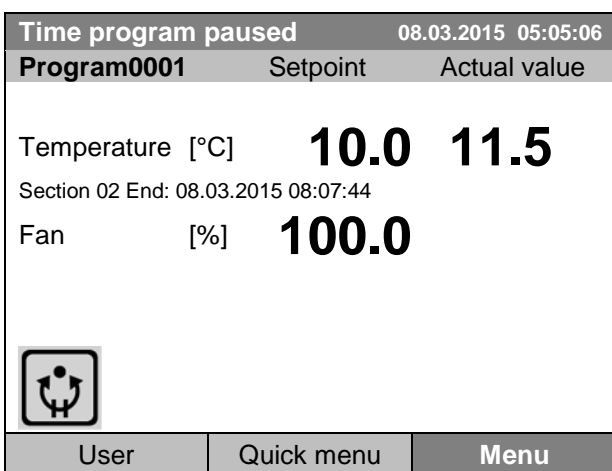 Time program paused 08.03.2015 05:05:06
Program0001 Setpoint Actual value
Temperature [°C] 10.0 11.5
Section 02 End: 08.03.2015 08:07:44
Fan [%] 100.0
User Quick menu Menu